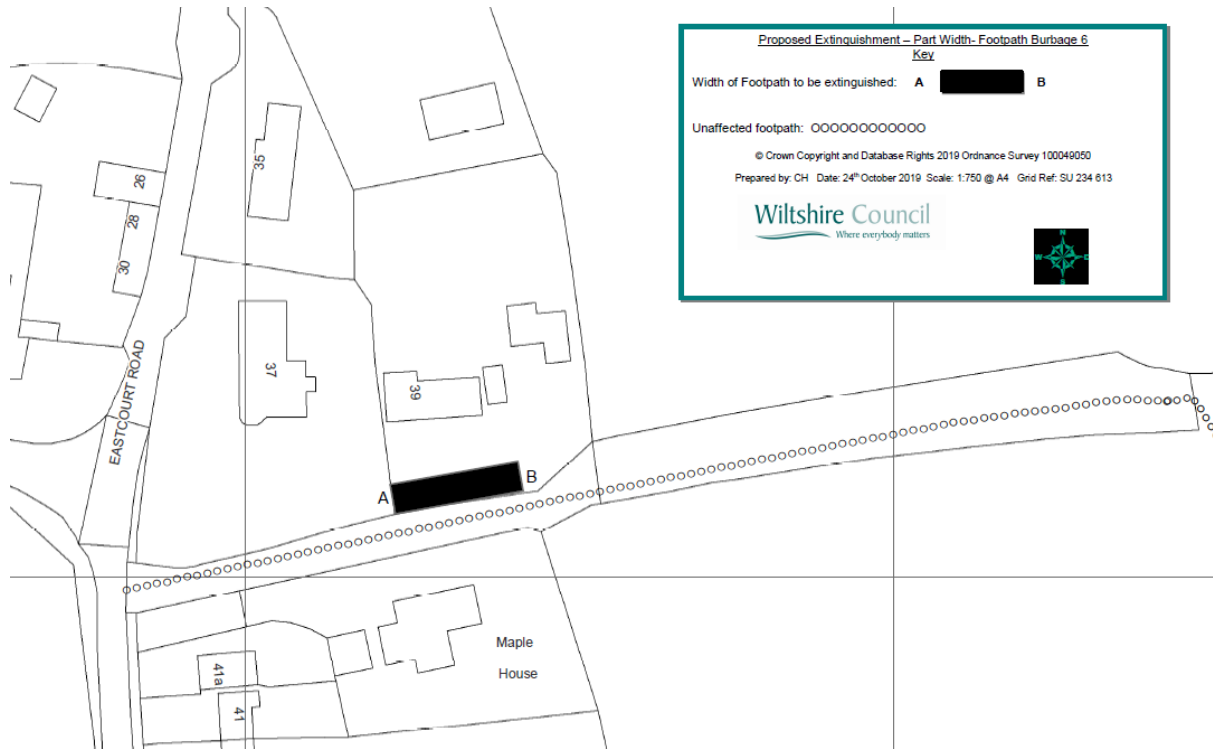 Proposed Extinguishment – Part Width- Footpath Burbage 6
Key
Width of Footpath to be extinguished: A B
Unaffected footpath: OOOOOOOOOOOO
© Crown Copyright and Database Rights 2019 Ordnance Survey 100049050
Prepared by: CH Date: 24th October 2019 Scale: 1:750 @ A4 Grid Ref: SU 234 613
Wiltshire Council
Where everybody matters
N
W E
S
35
26
28
30
EASTCOURT ROAD
37
39
A
B
Maple
House
41a
41